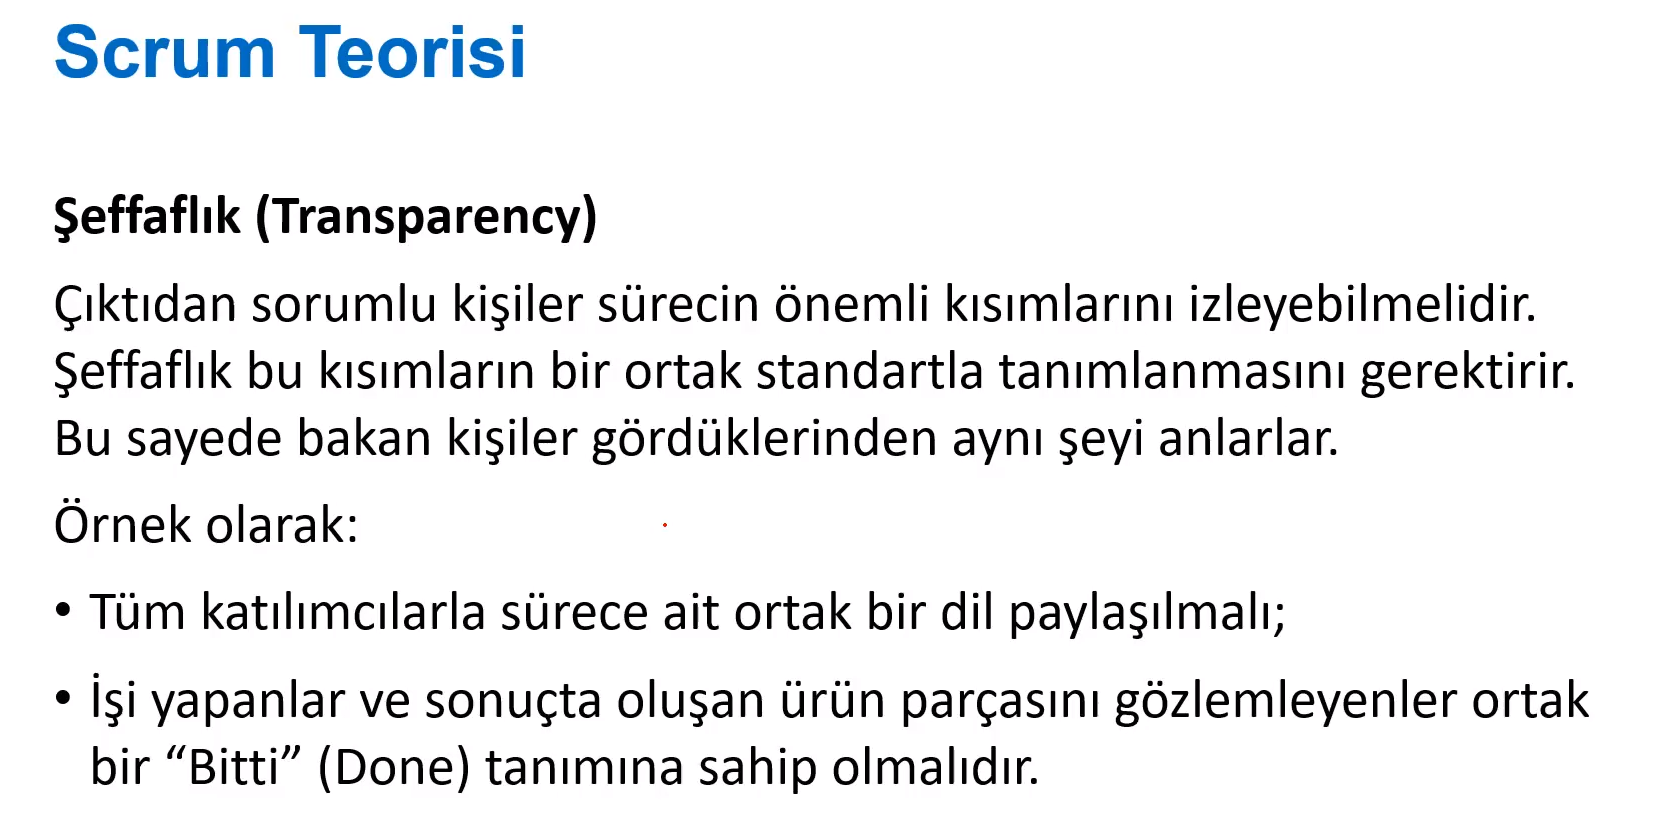 Scrum Teorisi
Şeffaflık (Transparency)
Çıktıdan sorumlu kişiler sürecin önemli kısımlarını izleyebilmelidir.
Şeffaflık bu kısımların bir ortak standartla tanımlanmasını gerektirir.
Bu sayede bakan kişiler gördüklerinden aynı şeyi anlarlar.
Örnek olarak:
• Tüm katılımcılarla sürece ait ortak bir dil paylaşılmalı;
• İşi yapanlar ve sonuçta oluşan ürün parçasını gözlemleyenler ortak
bir “Bitti” (Done) tanımına sahip olmalıdır.